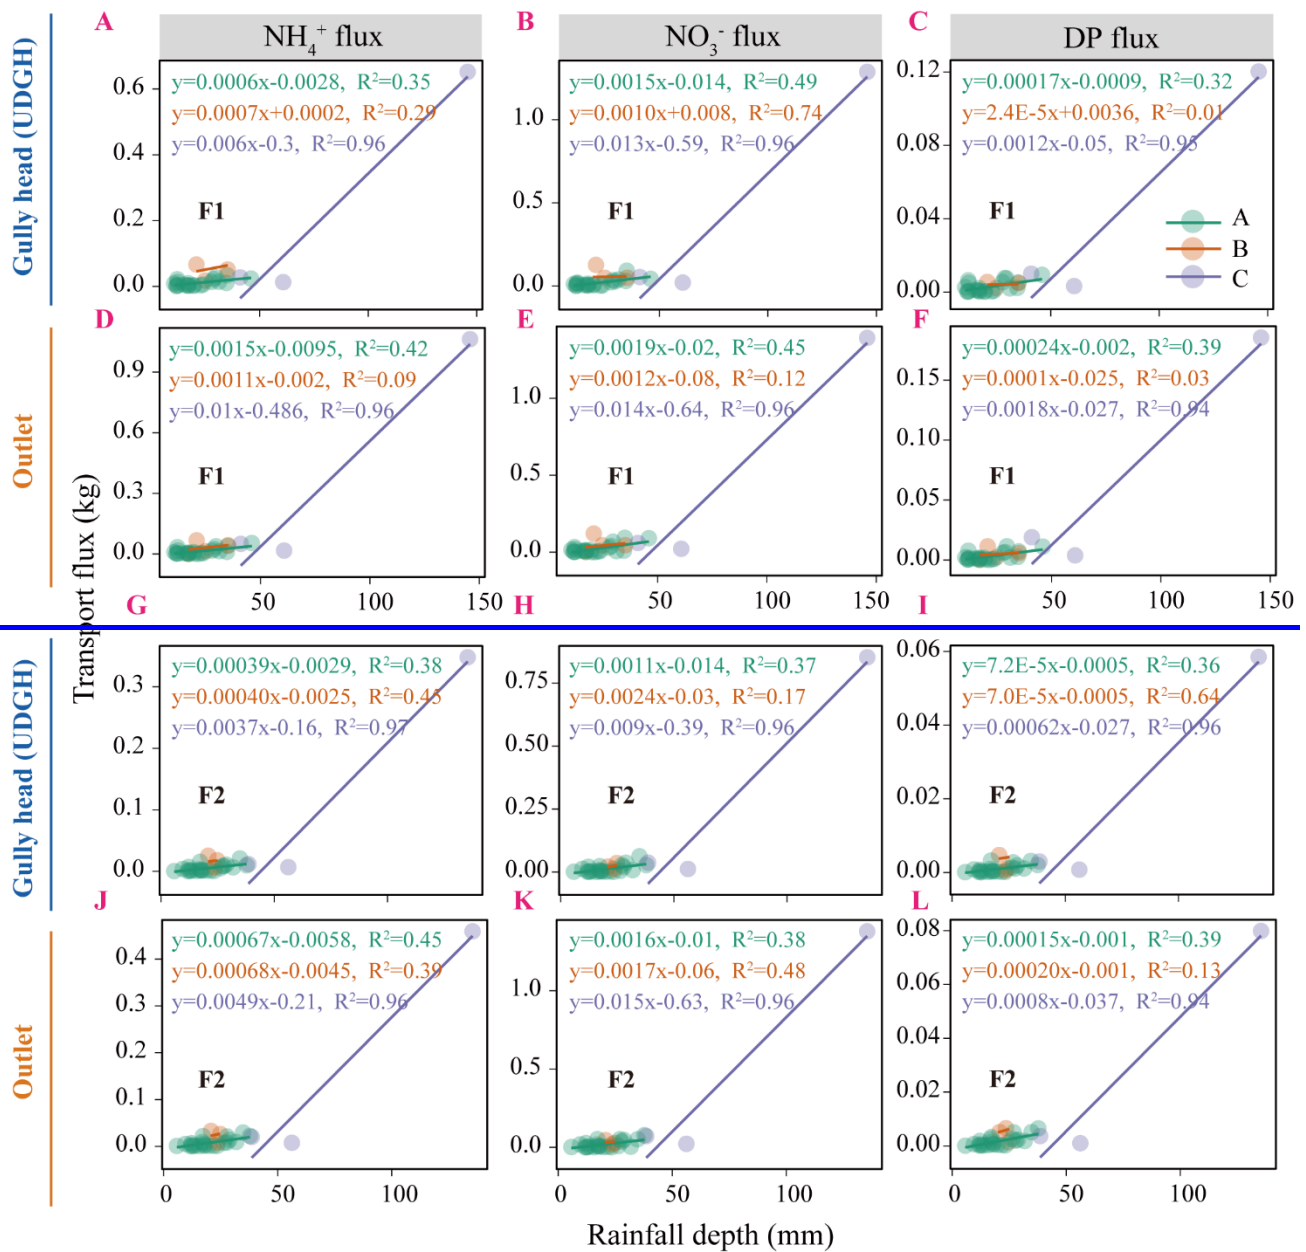 A
B
C
NH₄⁺ flux
NO₃⁻ flux
DP flux
Gully head (UDGH)
0.6
0.4
0.2
0.0
y=0.0006x-0.0028, R²=0.35
y=0.0007x+0.0002, R²=0.29
y=0.006x-0.3, R²=0.96
F1
1.0
0.5
0.0
y=0.0015x-0.014, R²=0.49
y=0.0010x+0.008, R²=0.74
y=0.013x-0.59, R²=0.96
F1
0.12
0.08
0.04
0.00
y=0.00017x-0.0009, R²=0.32
y=2.4E-5x+0.0036, R²=0.01
y=0.0012x-0.05, R²=0.95
F1
A
B
C
D
E
F
Outlet
0.9
0.6
0.3
0.0
y=0.0015x-0.0095, R²=0.42
y=0.0011x-0.002, R²=0.09
y=0.01x-0.486, R²=0.96
F1
50
100
150
1.0
0.5
0.0
y=0.0019x-0.02, R²=0.45
y=0.0012x-0.08, R²=0.12
y=0.014x-0.64, R²=0.96
F1
50
100
150
0.15
0.10
0.05
0.00
y=0.00024x-0.002, R²=0.39
y=0.0001x-0.025, R²=0.03
y=0.0018x-0.027, R²=0.94
F1
50
100
150
Transport flux (kg)
G
H
I
Gully head (UDGH)
0.3
0.2
0.1
0.0
y=0.00039x-0.0029, R²=0.38
y=0.00040x-0.0025, R²=0.45
y=0.0037x-0.16, R²=0.97
F2
0.75
0.50
0.25
0.00
y=0.0011x-0.014, R²=0.37
y=0.0024x-0.03, R²=0.17
y=0.009x-0.39, R²=0.96
F2
0.06
0.04
0.02
0.00
y=7.2E-5x-0.0005, R²=0.36
y=7.0E-5x-0.0005, R²=0.64
y=0.00062x-0.027, R²=0.96
F2
J
K
L
Outlet
0.4
0.3
0.2
0.1
0.0
y=0.00067x-0.0058, R²=0.45
y=0.00068x-0.0045, R²=0.39
y=0.0049x-0.21, R²=0.96
F2
0
50
100
1.0
0.5
0.0
y=0.0016x-0.01, R²=0.38
y=0.0017x-0.06, R²=0.48
y=0.015x-0.63, R²=0.96
F2
0
50
100
0.08
0.06
0.04
0.02
0.00
y=0.00015x-0.001, R²=0.39
y=0.00020x-0.001, R²=0.13
y=0.0008x-0.037, R²=0.94
F2
0
50
100
Rainfall depth (mm)